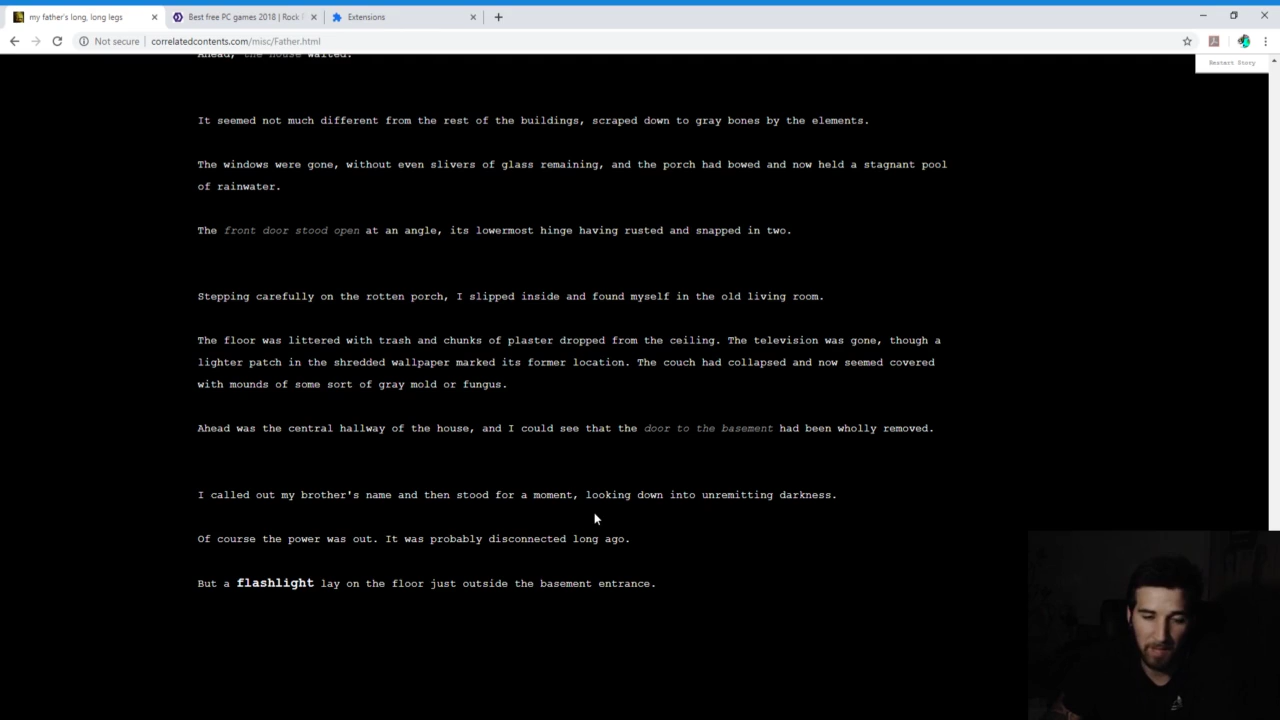 my father's long, long legs
Best free PC games 2018 | Rock
Extensions
Not secure
correlatedcontents.com/misc/Father.html
Ahead, the house waited.
Restart Story
It seemed not much different from the rest of the buildings, scraped down to gray bones by the elements.
The windows were gone, without even slivers of glass remaining, and the porch had bowed and now held a stagnant pool
of rainwater.
The front door stood open at an angle, its lowermost hinge having rusted and snapped in two.
Stepping carefully on the rotten porch, I slipped inside and found myself in the old living room.
The floor was littered with trash and chunks of plaster dropped from the ceiling. The television was gone, though a
lighter patch in the shredded wallpaper marked its former location. The couch had collapsed and now seemed covered
with mounds of some sort of gray mold or fungus.
Ahead was the central hallway of the house, and I could see that the door to the basement had been wholly removed.
I called out my brother's name and then stood for a moment, looking down into unremitting darkness.
Of course the power was out. It was probably disconnected long ago.
But a flashlight lay on the floor just outside the basement entrance.